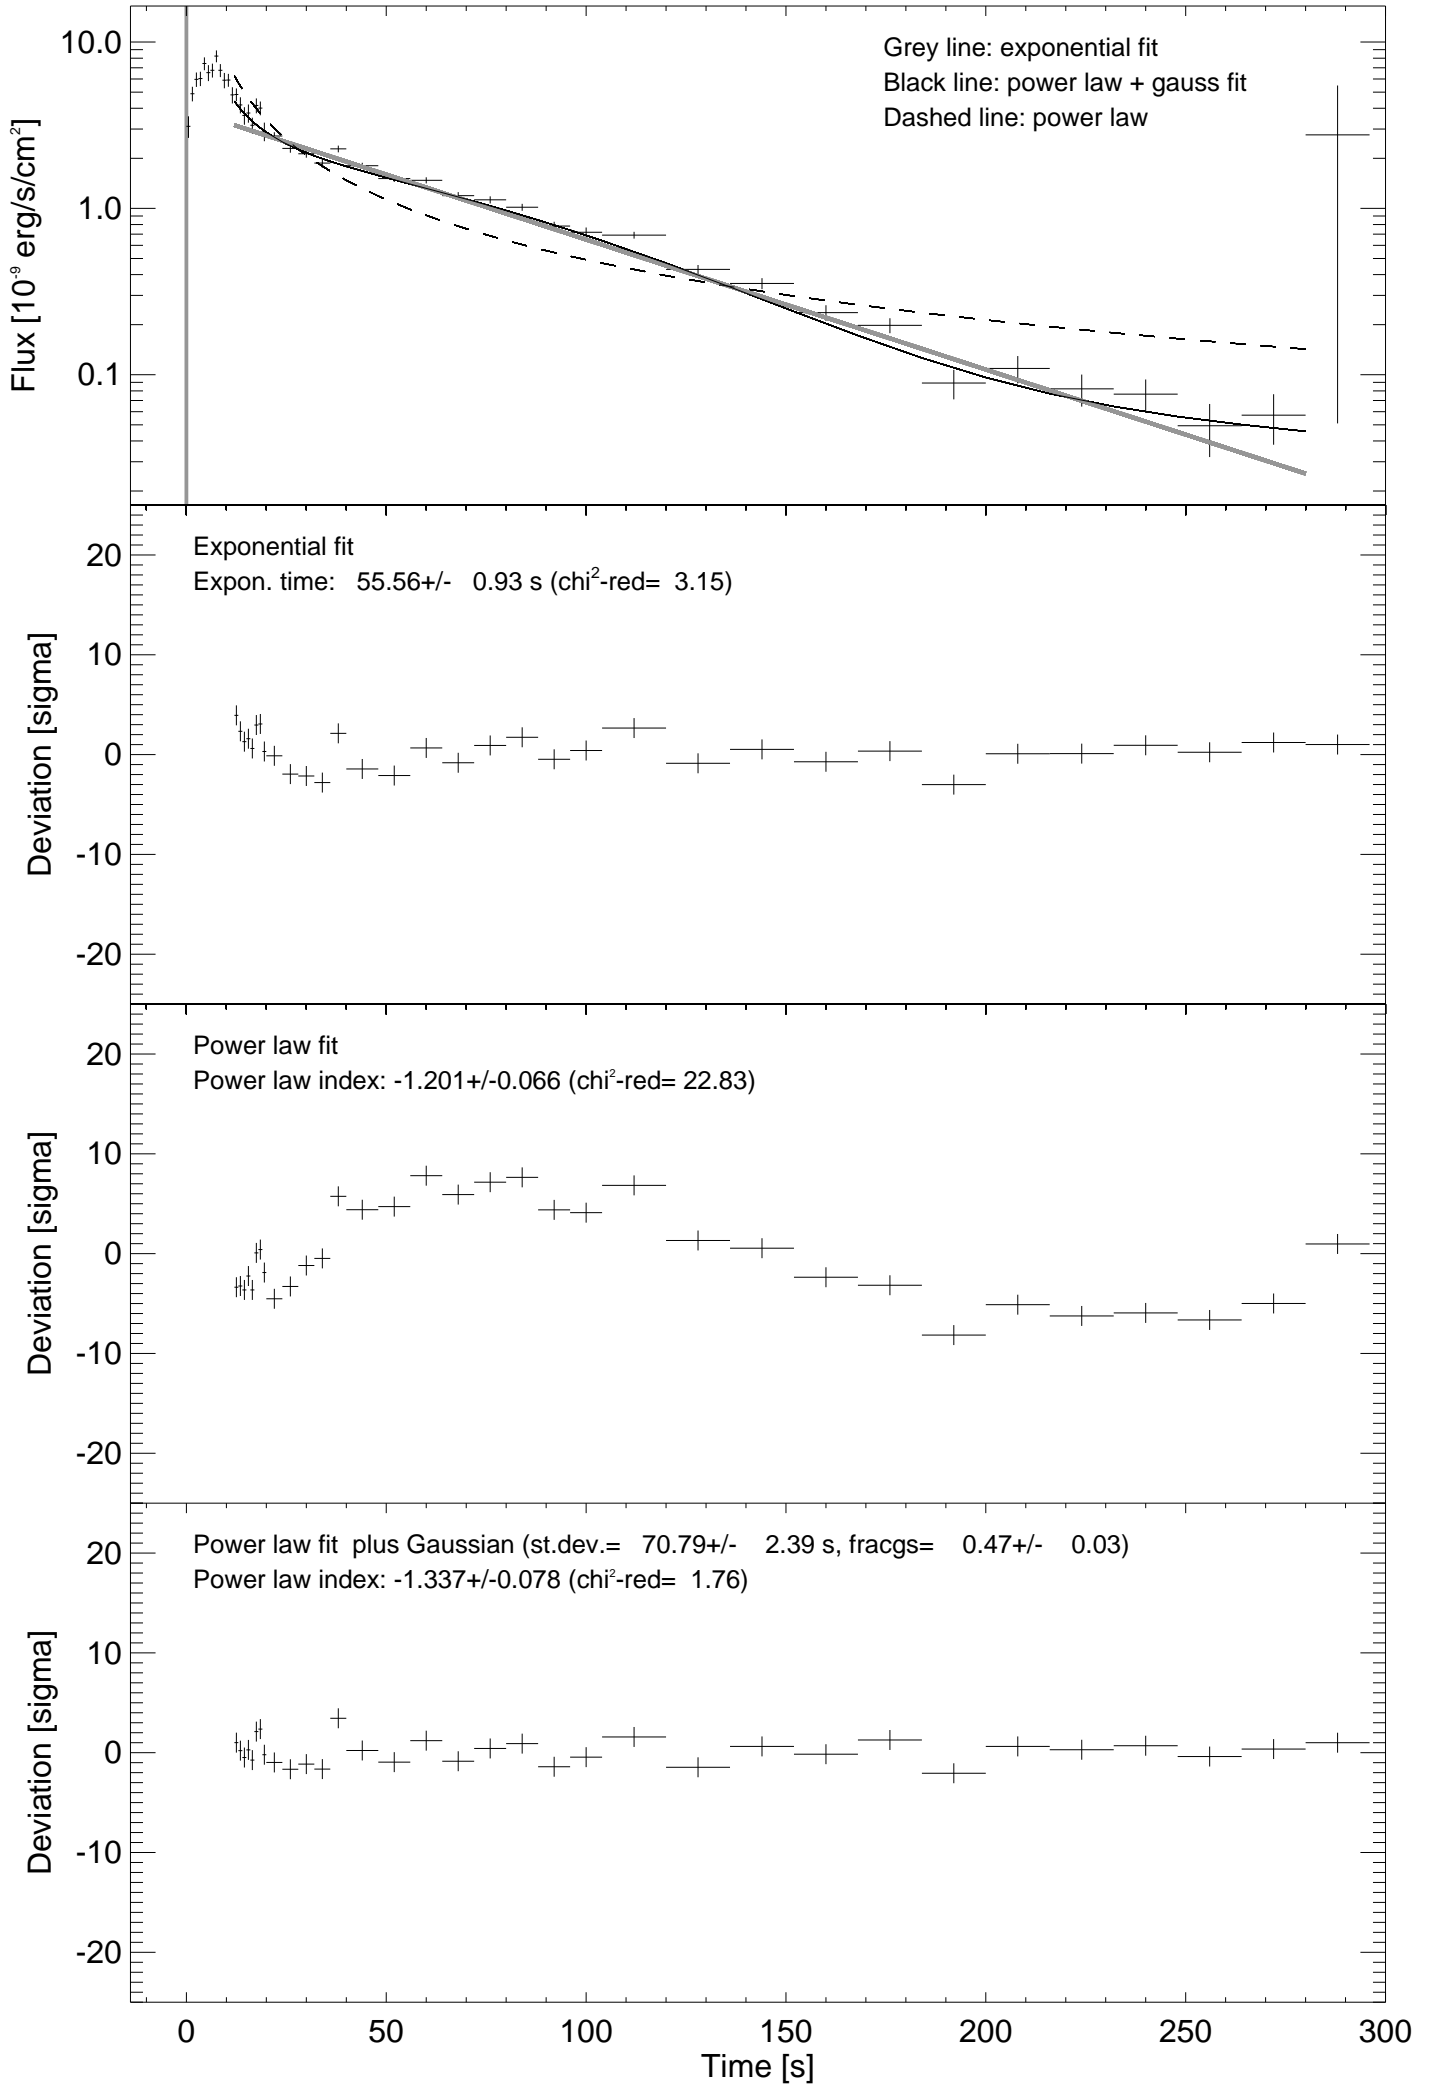 Grey line: exponential fit
Black line: power law + gauss fit
Dashed line: power law
10.0
1.0
0.1
Flux [10⁻⁹ erg/s/cm²]
Exponential fit
Expon. time: 55.56+/- 0.93 s (chi²-red= 3.15)
20
10
0
-10
-20
Deviation [sigma]
Power law fit
Power law index: -1.201+/-0.066 (chi²-red= 22.83)
20
10
0
-10
-20
Deviation [sigma]
Power law fit plus Gaussian (st.dev.= 70.79+/- 2.39 s, fracgs= 0.47+/- 0.03)
Power law index: -1.337+/-0.078 (chi²-red= 1.76)
20
10
0
-10
-20
Deviation [sigma]
0 50 100 150 200 250 300
Time [s]